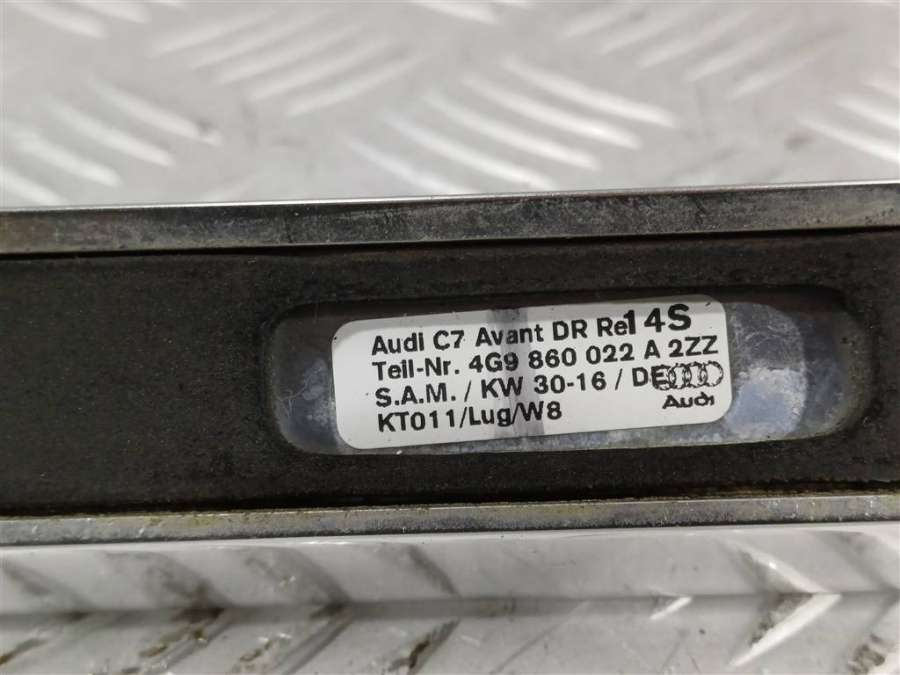 Audi C7 Avant DR Rel 14S
Teil-Nr. 4G9 860 022 A 2ZZ
S.A.M. / KW 30-16 / DE
Audi
KT011/Lug/W8